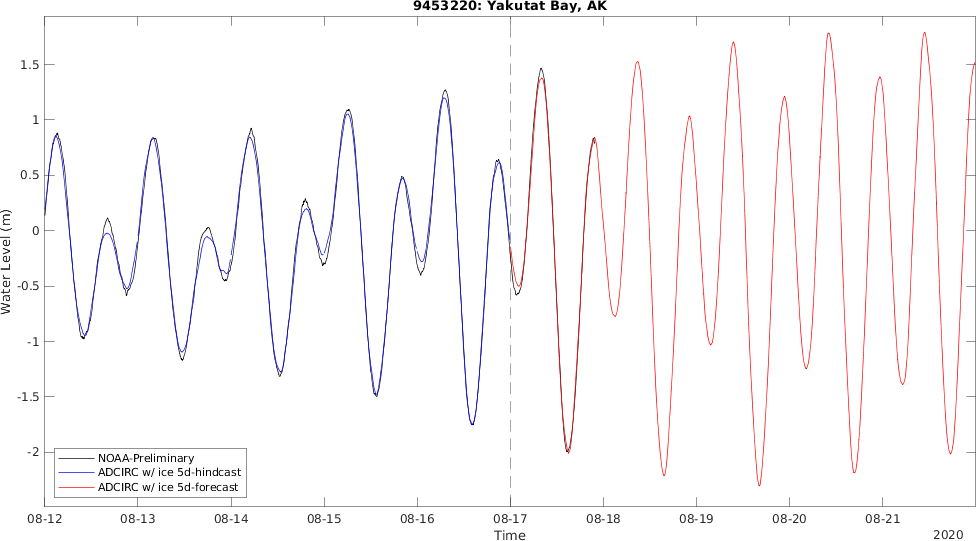 9453220: Yakutat Bay, AK
Water Level (m)
1.5
1
0.5
0
-0.5
-1
-1.5
-2
NOAA-Preliminary
ADCIRC w/ ice 5d-hindcast
ADCIRC w/ ice 5d-forecast
08-12 08-13 08-14 08-15 08-16 08-17 08-18 08-19 08-20 08-21
Time
2020